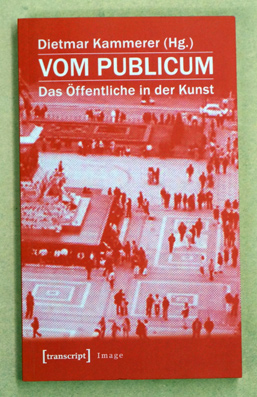 Dietmar Kammerer (Hg.)
VOM PUBLICUM
Das Öffentliche in der Kunst
[transcript] Image